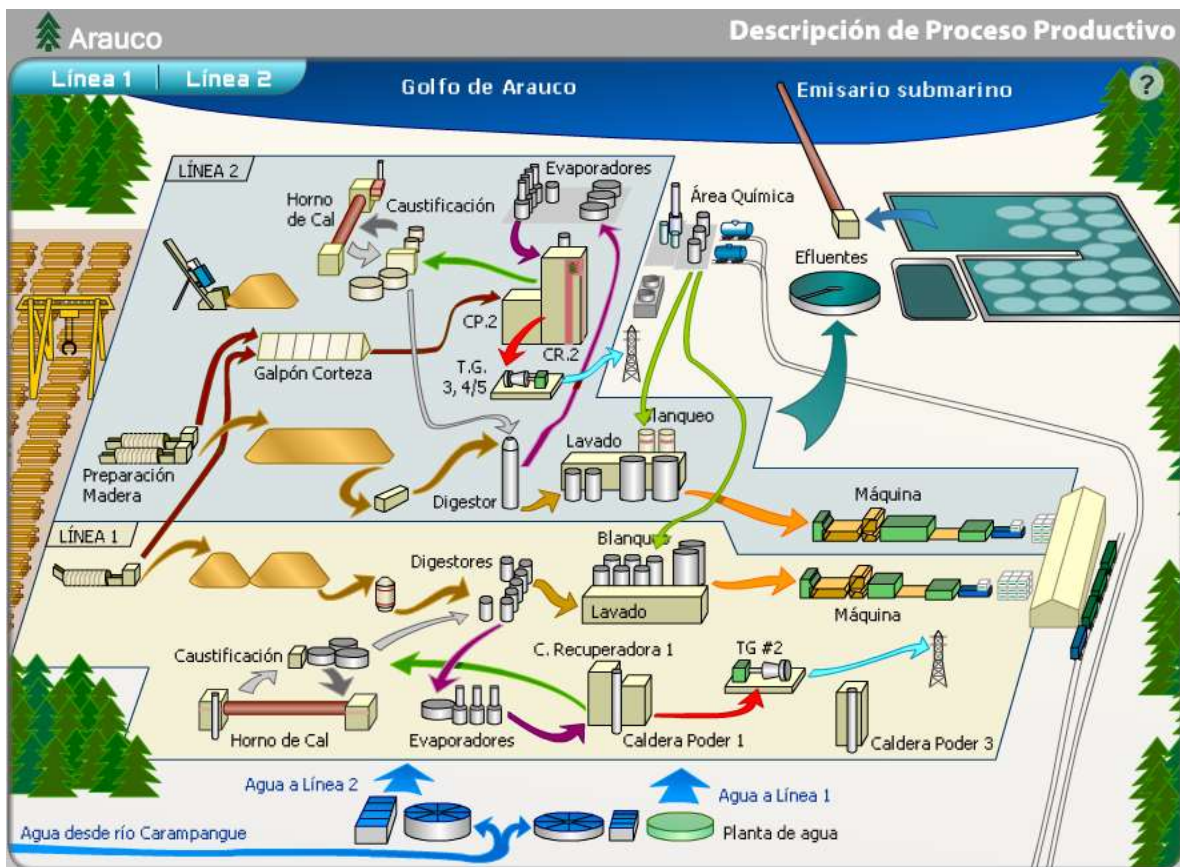 Arauco
Descripción de Proceso Productivo
Línea 1
Línea 2
Golfo de Arauco
Emisario submarino
?
LÍNEA 2
Evaporadores
Horno
de Cal
Caustificación
Área Química
Efluentes
CP.2
CR.2
Galpón Corteza
T.G.
3, 4/5
Blanqueo
Lavado
Preparación
Madera
Digestor
Máquina
LÍNEA 1
Digestores
Blanqueo
Lavado
Máquina
Caustificación
C. Recuperadora 1
TG #2
Horno de Cal
Evaporadores
Caldera Poder 1
Caldera Poder 3
Agua a Línea 2
Agua a Línea 1
Agua desde río Carampangue
Planta de agua